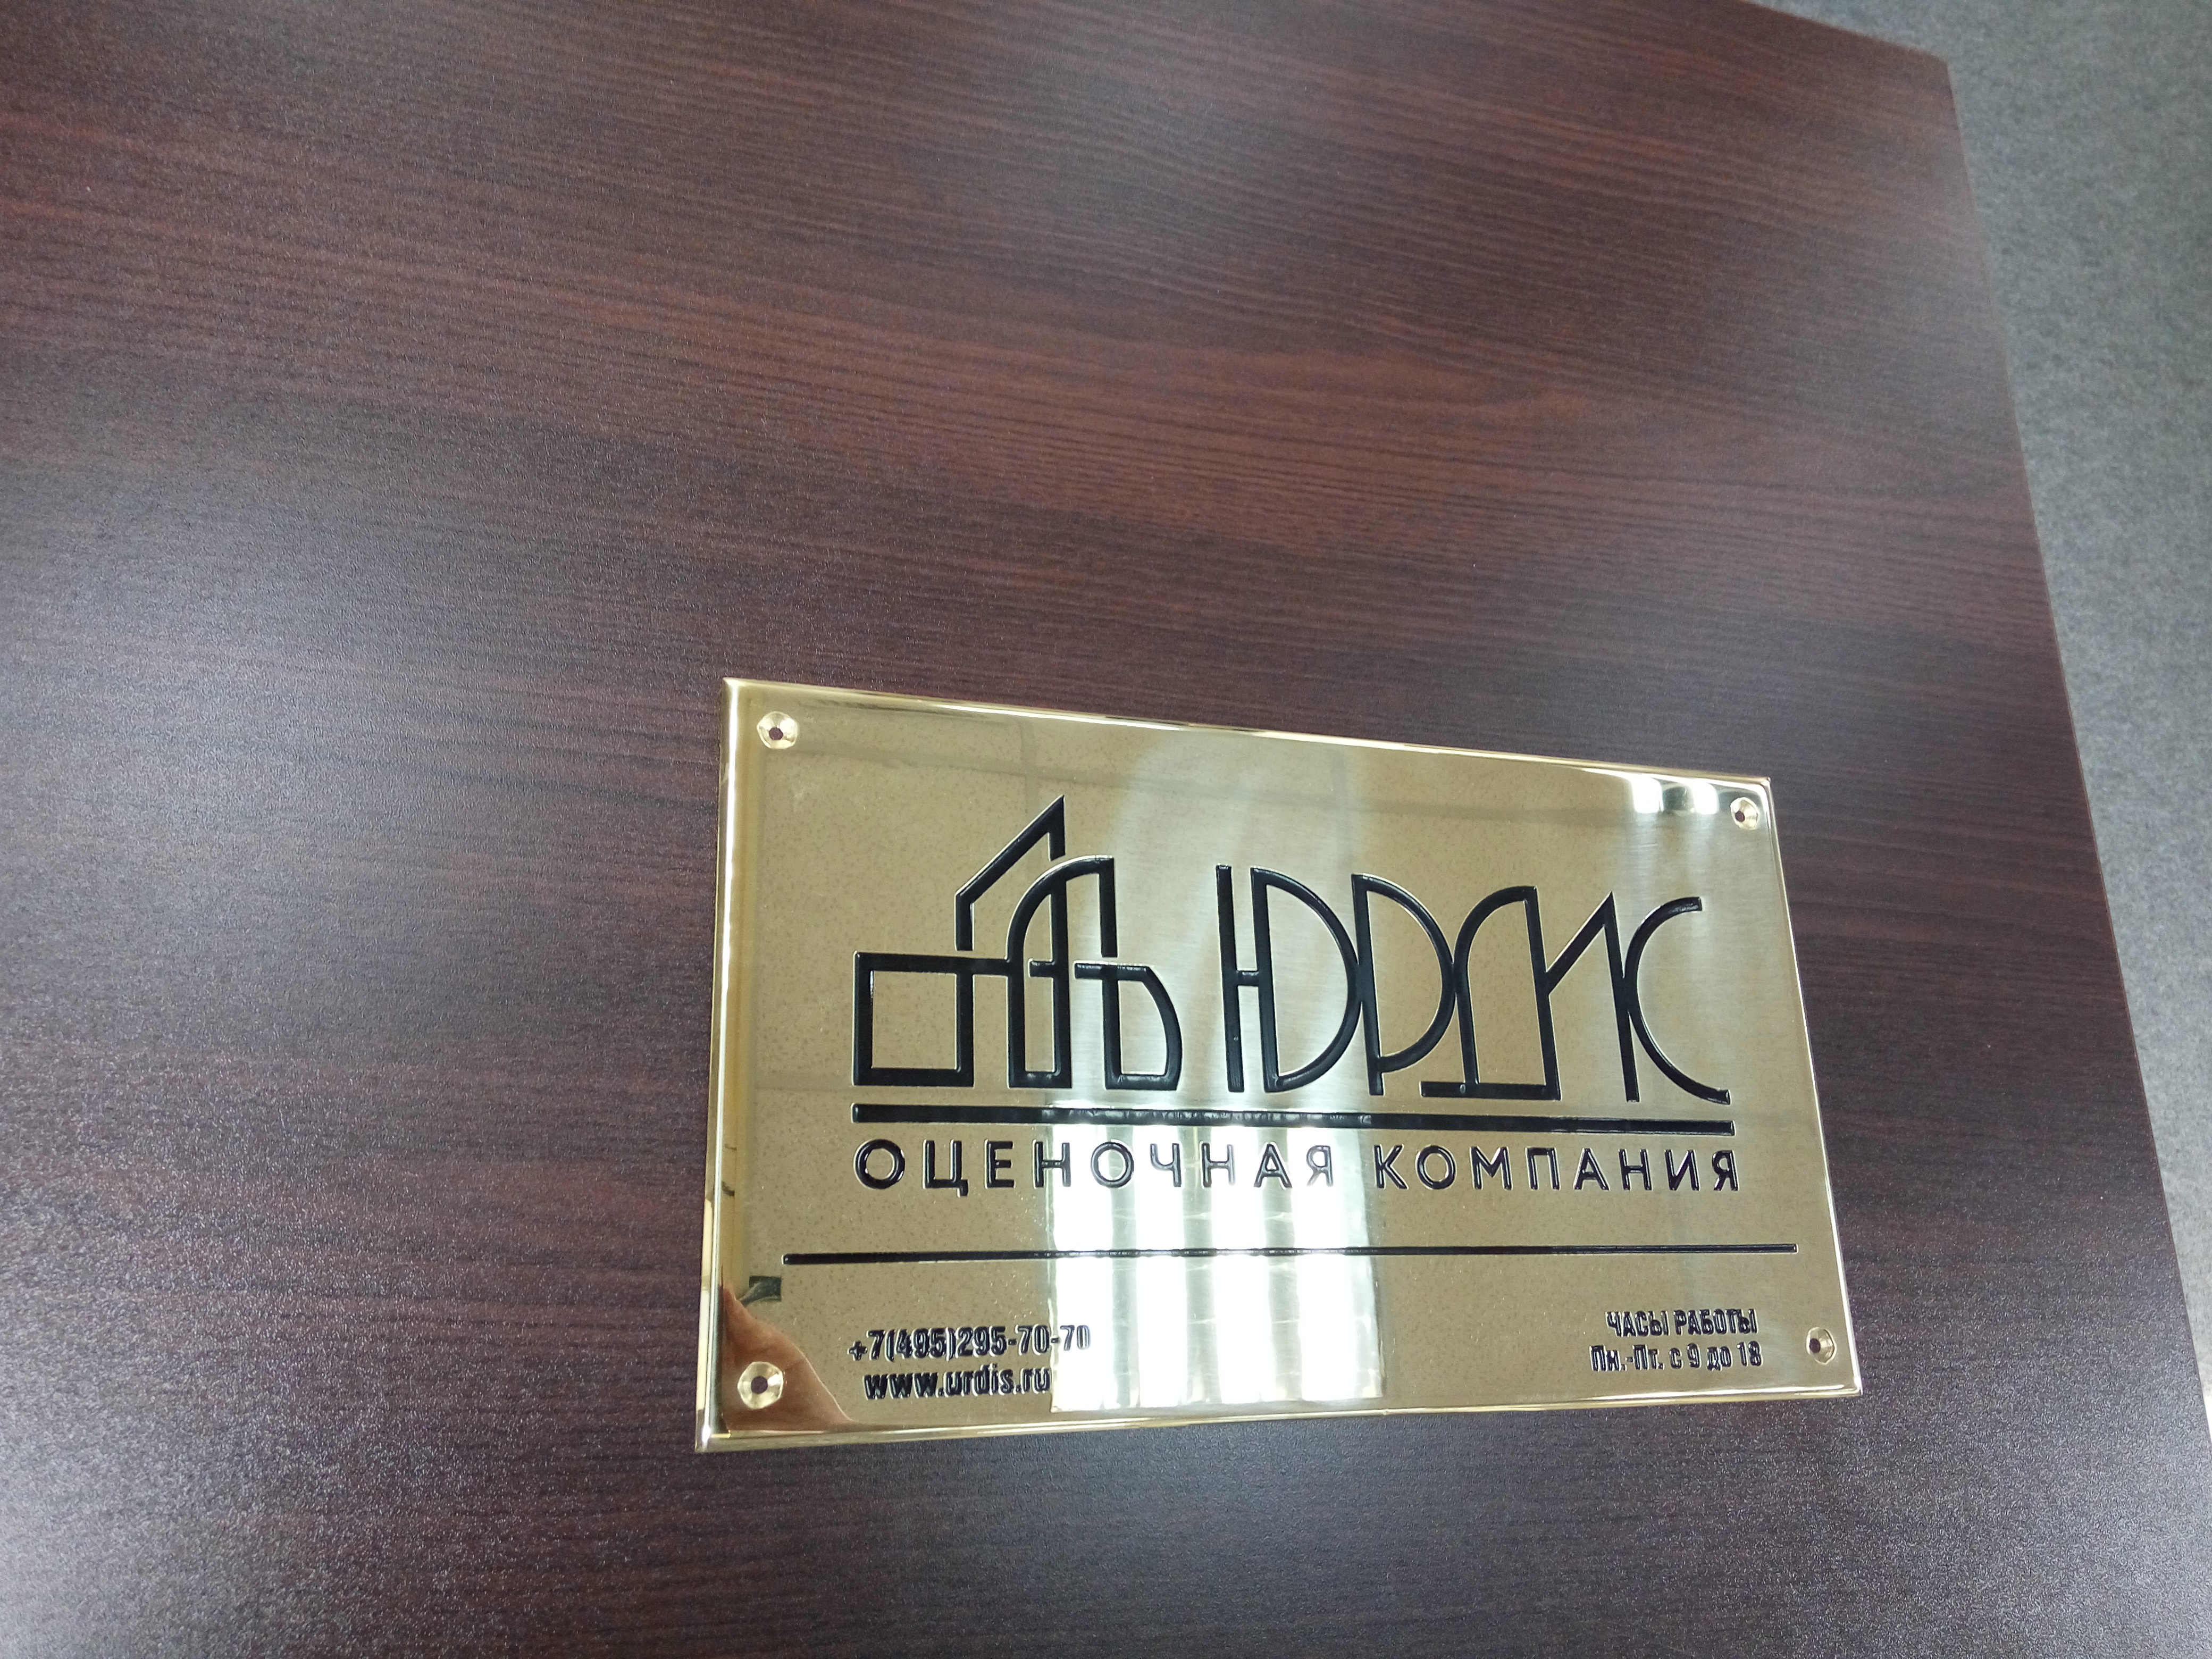 ЮРДИС
ОЦЕНОЧНАЯ КОМПАНИЯ
+7(495)295-70-70
www.urdis.ru
ЧАСЫ РАБОТЫ
Пн.-Пт. с 9 до 18